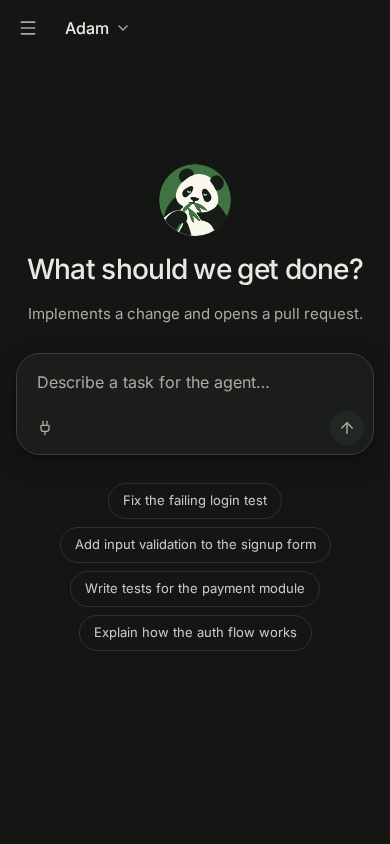 Adam
What should we get done?
Implements a change and opens a pull request.
Describe a task for the agent...
Fix the failing login test
Add input validation to the signup form
Write tests for the payment module
Explain how the auth flow works